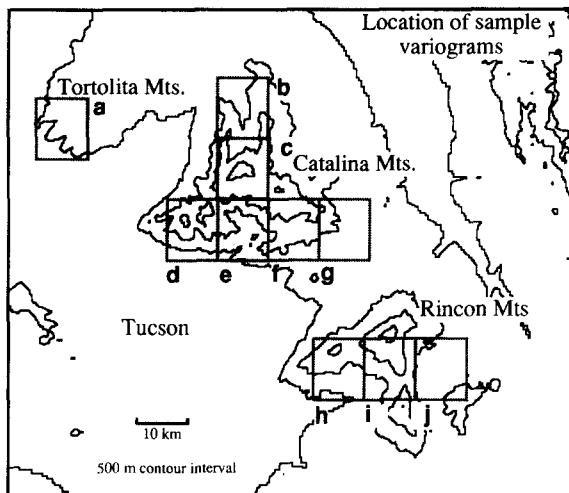 Location of sample
variograms
Tortolita Mts.
a
b
c
Catalina Mts.
d
e
f
g
Rincon Mts
Tucson
h
i
j
10 km
500 m contour interval